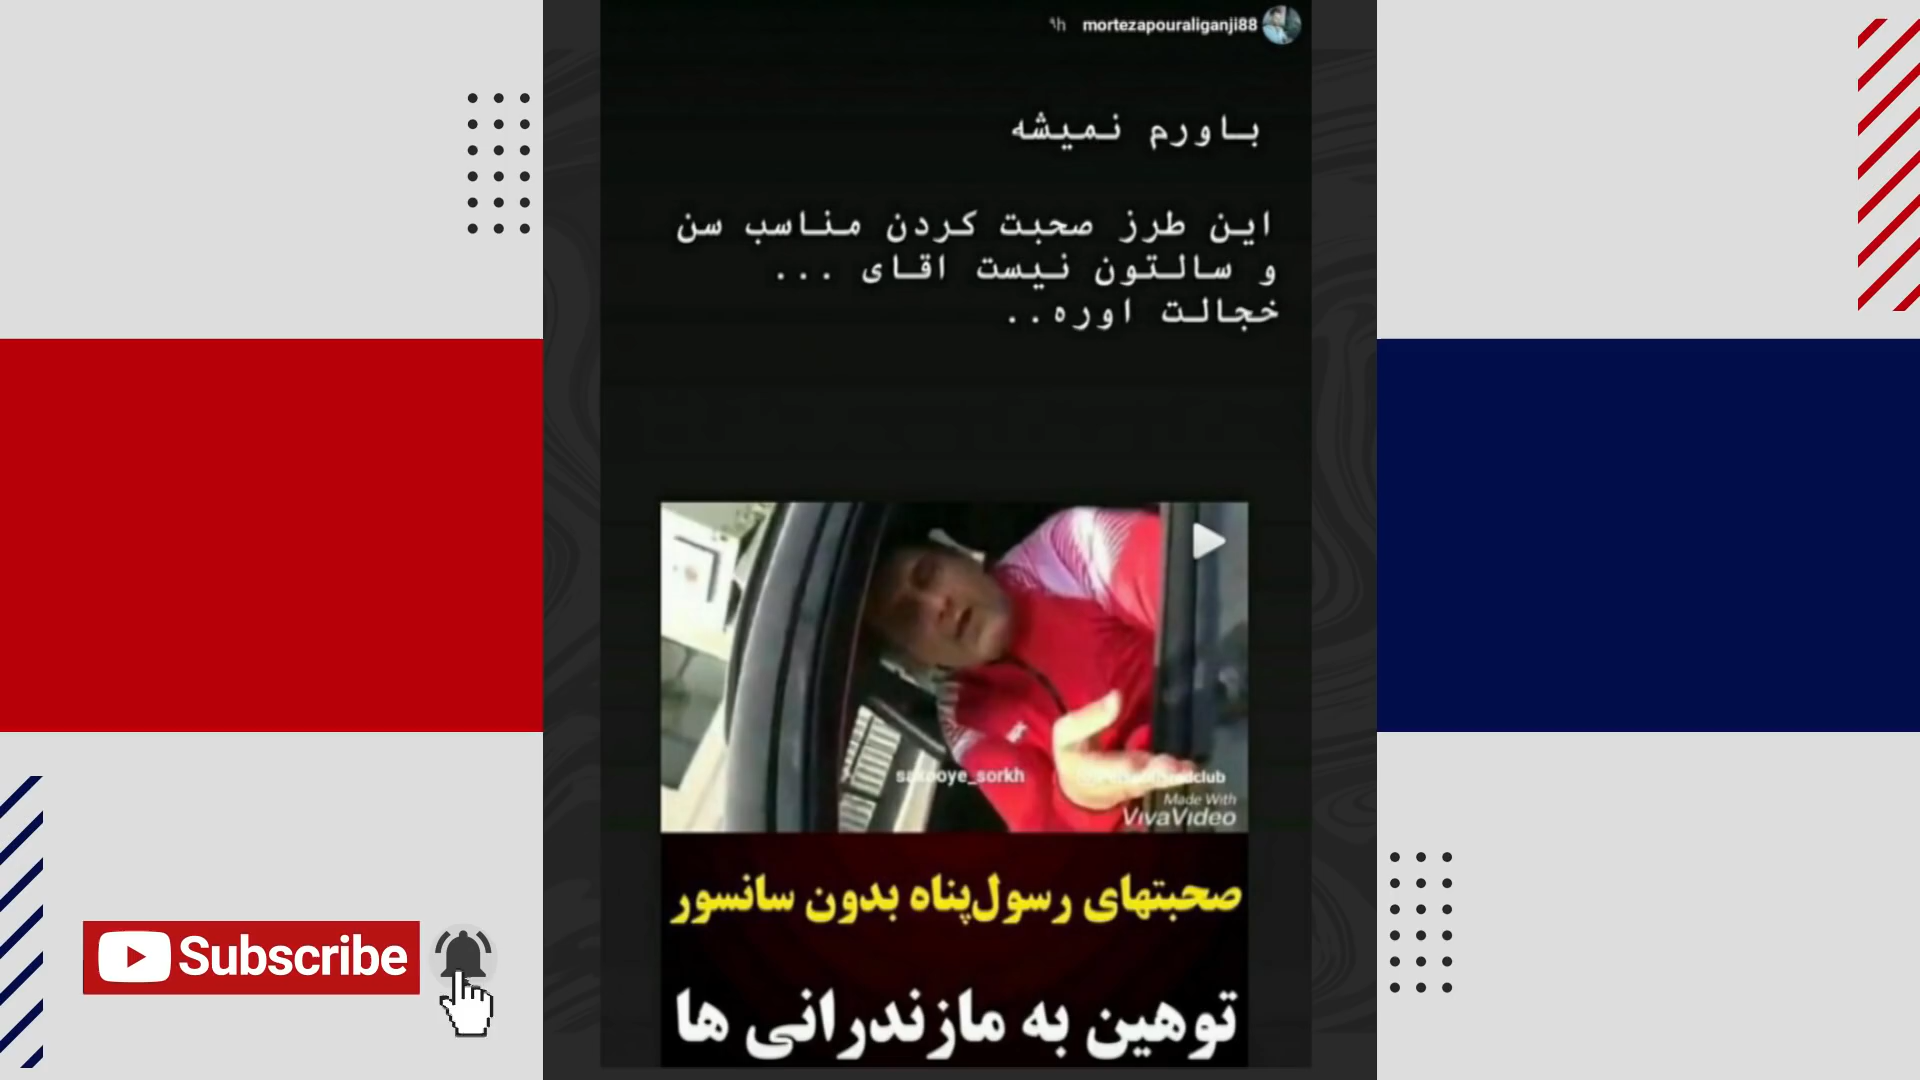 mortezapouraliganji88 ۹h
باورم نمیشه
این طرز صحبت کردن مناسب سن
و سالتون نیست اقای ...
خجالت اوره..
sakooye_sorkh
Made With
VivaVideo
صحبتهای رسول‌پناه بدون سانسور
توهین به مازندرانی ها
Subscribe